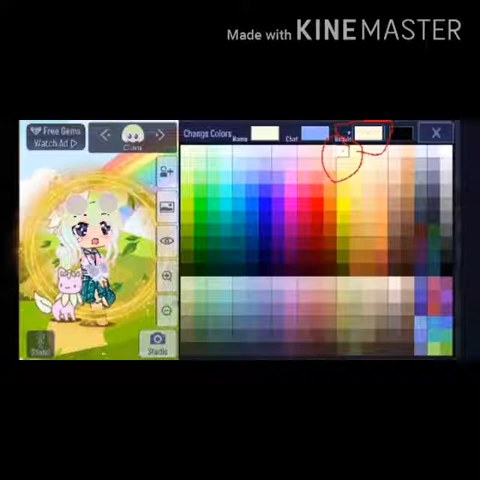 Made with KINEMASTER
Free Gems
Watch Ad
Change Colors
Name
Chat
Studio